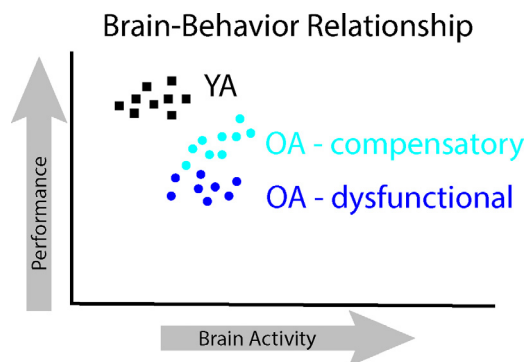 Brain-Behavior Relationship
YA
OA - compensatory
OA - dysfunctional
Performance
Brain Activity